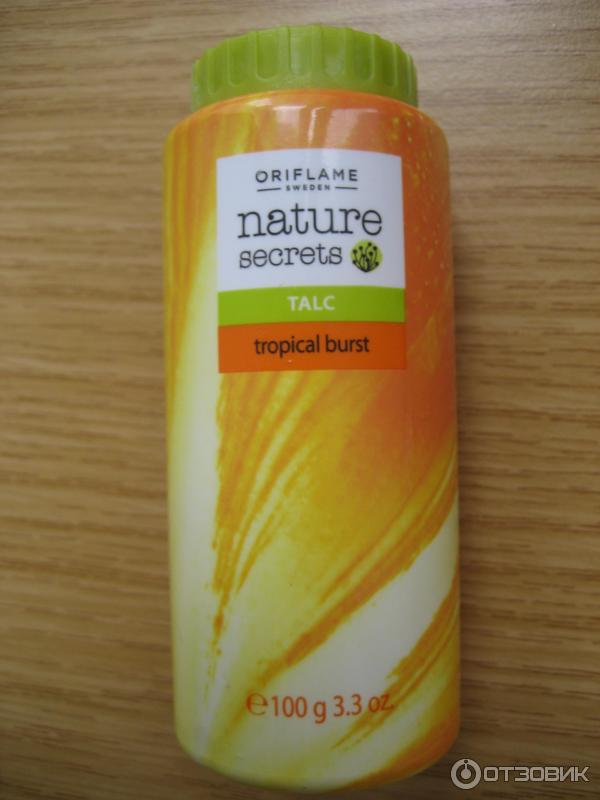 ORIFLAME
SWEDEN
nature
secrets
TALC
tropical burst
℮100 g 3.3 oz.
ОТЗОВИК